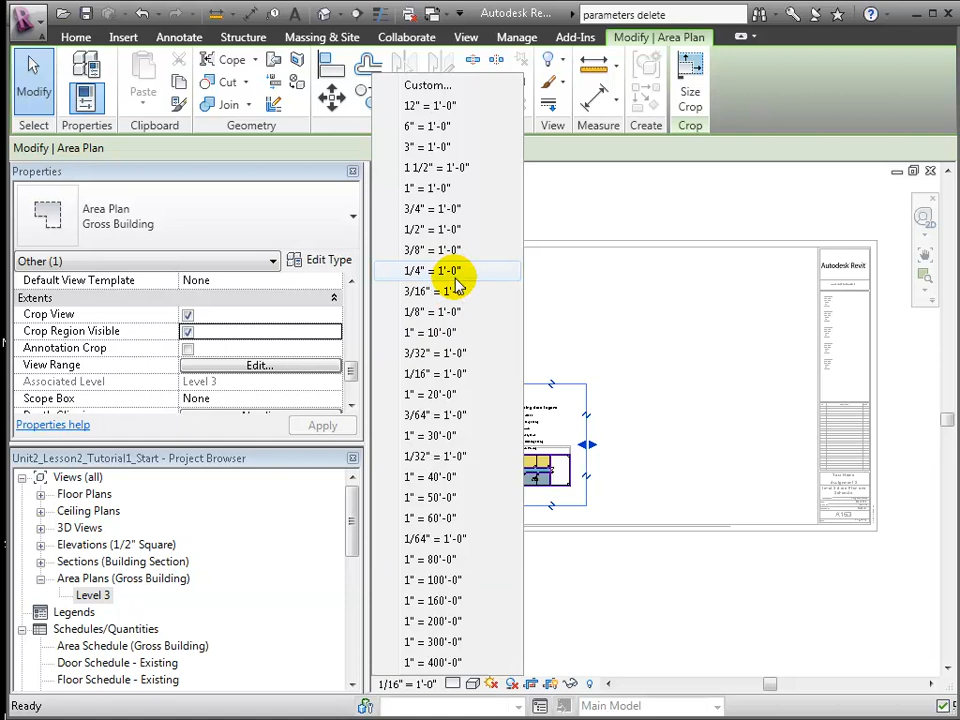 Autodesk Re...
parameters delete
Home Insert Annotate Structure Massing & Site Collaborate View Manage Add-Ins Modify | Area Plan
Modify
Paste
Cope
Cut
Join
Size
Crop
Select Properties Clipboard Geometry View Measure Create Crop
Modify | Area Plan
Properties
Area Plan
Gross Building
Other (1)
Edit Type
Default View Template None
Extents
Crop View
Crop Region Visible
Annotation Crop
View Range Edit...
Associated Level Level 3
Scope Box None
Properties help
Apply
Unit2_Lesson2_Tutorial1_Start - Project Browser
Views (all)
Floor Plans
Ceiling Plans
3D Views
Elevations (1/2" Square)
Sections (Building Section)
Area Plans (Gross Building)
Level 3
Legends
Schedules/Quantities
Area Schedule (Gross Building)
Door Schedule - Existing
Floor Schedule - Existing
Custom...
12" = 1'-0"
6" = 1'-0"
3" = 1'-0"
1 1/2" = 1'-0"
1" = 1'-0"
3/4" = 1'-0"
1/2" = 1'-0"
3/8" = 1'-0"
1/4" = 1'-0"
3/16" = 1'-0"
1/8" = 1'-0"
1" = 10'-0"
3/32" = 1'-0"
1/16" = 1'-0"
1" = 20'-0"
3/64" = 1'-0"
1" = 30'-0"
1/32" = 1'-0"
1" = 40'-0"
1" = 50'-0"
1" = 60'-0"
1/64" = 1'-0"
1" = 80'-0"
1" = 100'-0"
1" = 160'-0"
1" = 200'-0"
1" = 300'-0"
1" = 400'-0"
1/16" = 1'-0"
Autodesk Revit
2D
Ready
Main Model